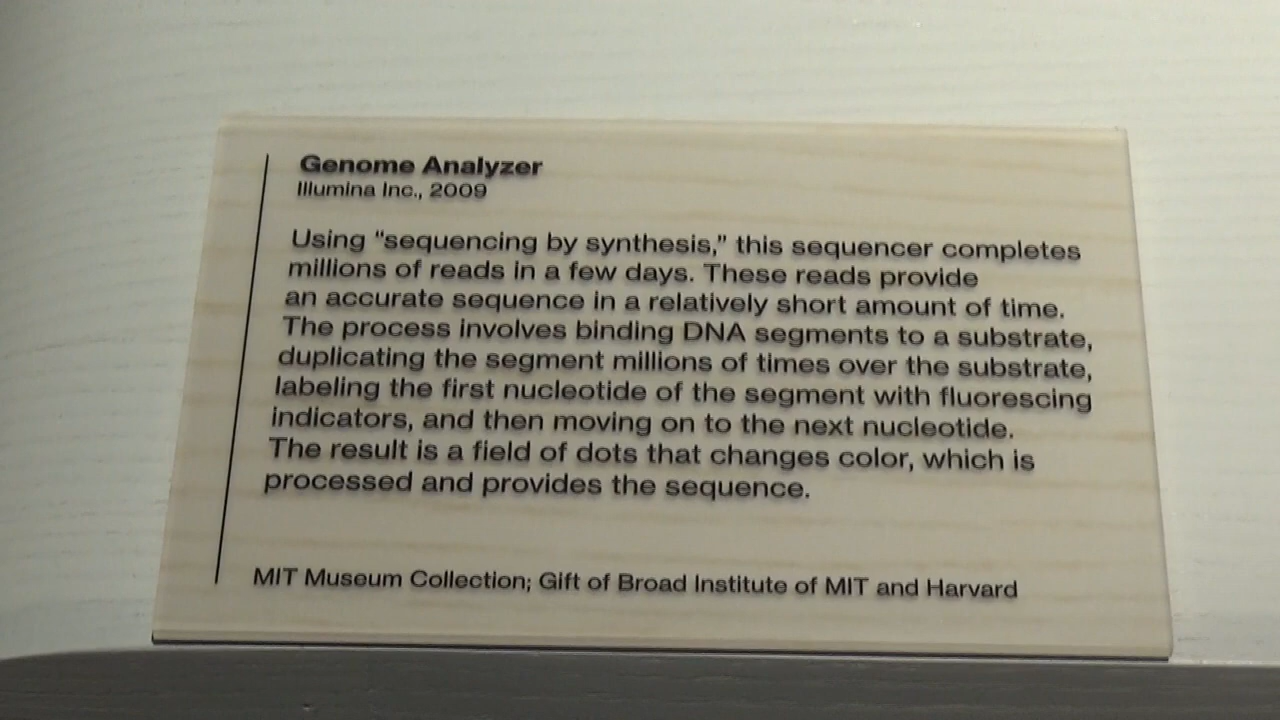 Genome Analyzer
Illumina Inc., 2009
Using “sequencing by synthesis,” this sequencer completes
millions of reads in a few days. These reads provide
an accurate sequence in a relatively short amount of time.
The process involves binding DNA segments to a substrate,
duplicating the segment millions of times over the substrate,
labeling the first nucleotide of the segment with fluorescing
indicators, and then moving on to the next nucleotide.
The result is a field of dots that changes color, which is
processed and provides the sequence.
MIT Museum Collection; Gift of Broad Institute of MIT and Harvard